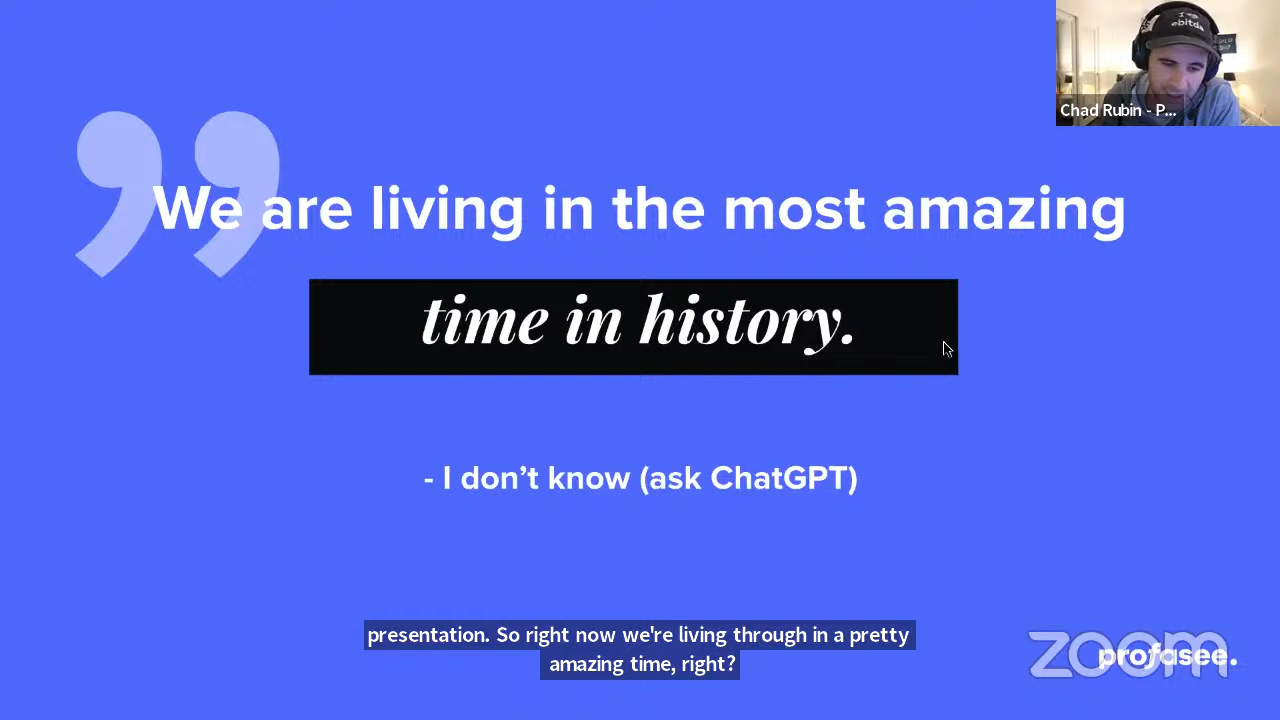 I
ebitda
Chad Rubin - P...
We are living in the most amazing
time in history.
- I don’t know (ask ChatGPT)
presentation. So right now we're living through in a pretty
amazing time, right?
zoom
profasee.